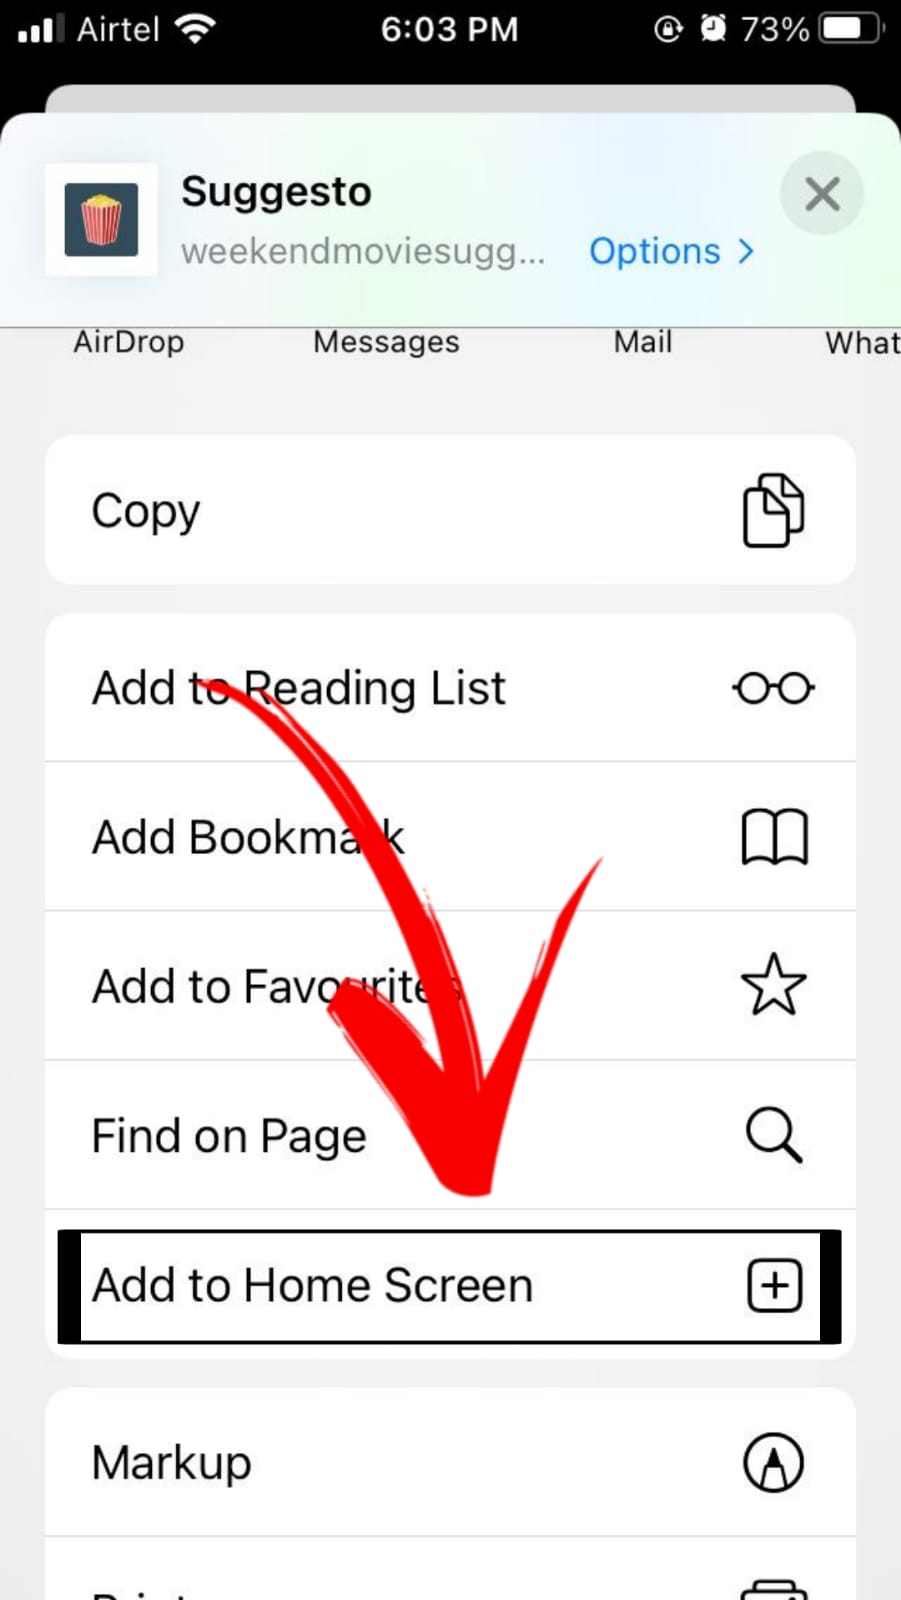 Airtel 6:03 PM 73%
Suggesto
weekendmoviesugg... Options >
AirDrop Messages Mail What
Copy
Add to Reading List
Add Bookmark
Add to Favourites
Find on Page
Add to Home Screen
Markup